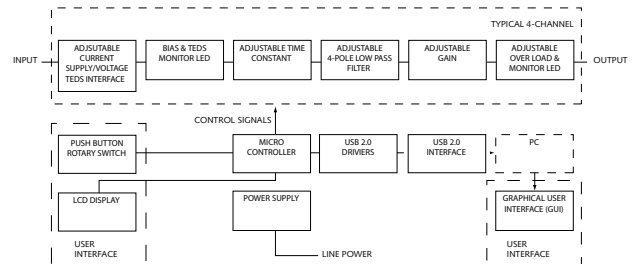 TYPICAL 4-CHANNEL
INPUT
ADJSUTABLE
CURRENT
SUPPLY/VOLTAGE
TEDS INTERFACE
BIAS & TEDS
MONITOR LED
ADJUSTABLE TIME
CONSTANT
ADJUSTABLE
4-POLE LOW PASS
FILTER
ADJUSTABLE
GAIN
ADJUSTABLE
OVER LOAD &
MONITOR LED
OUTPUT
CONTROL SIGNALS
PUSH BUTTON
ROTARY SWITCH
MICRO
CONTROLLER
USB 2.0
DRIVIERS
USB 2.0
INTERFACE
PC
LCD DISPLAY
POWER SUPPLY
GRAPHICAL USER
INTERFACE (GUI)
USER
INTERFACE
LINE POWER
USER
INTERFACE